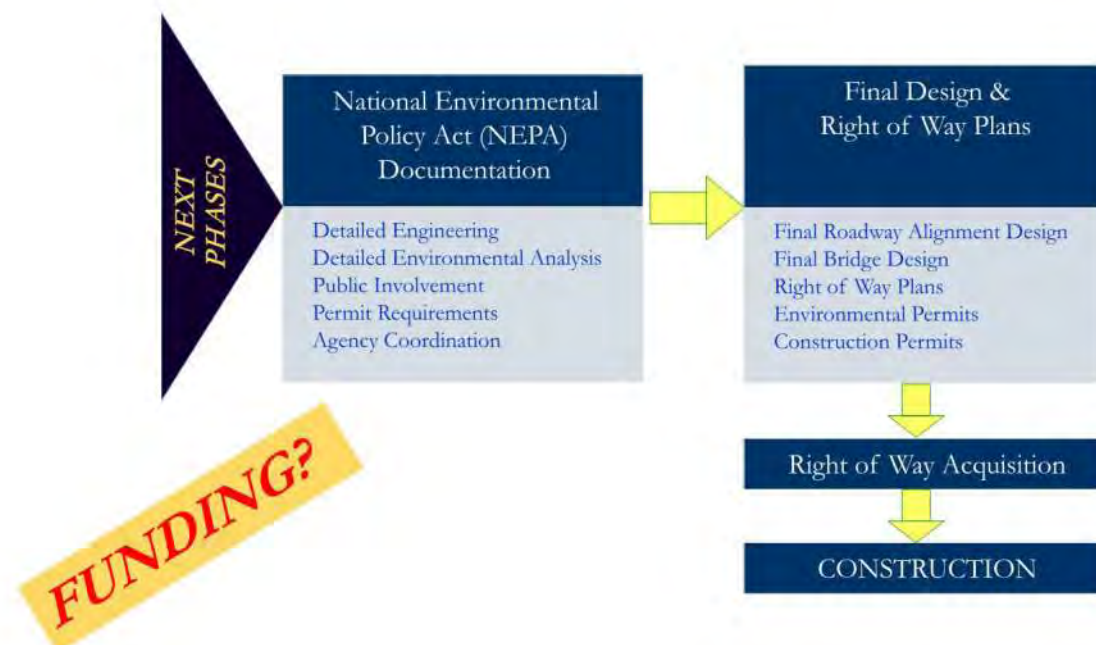 NEXT
PHASES
National Environmental
Policy Act (NEPA)
Documentation
Detailed Engineering
Detailed Environmental Analysis
Public Involvement
Permit Requirements
Agency Coordination
Final Design &
Right of Way Plans
Final Roadway Alignment Design
Final Bridge Design
Right of Way Plans
Environmental Permits
Construction Permits
Right of Way Acquisition
CONSTRUCTION
FUNDING?